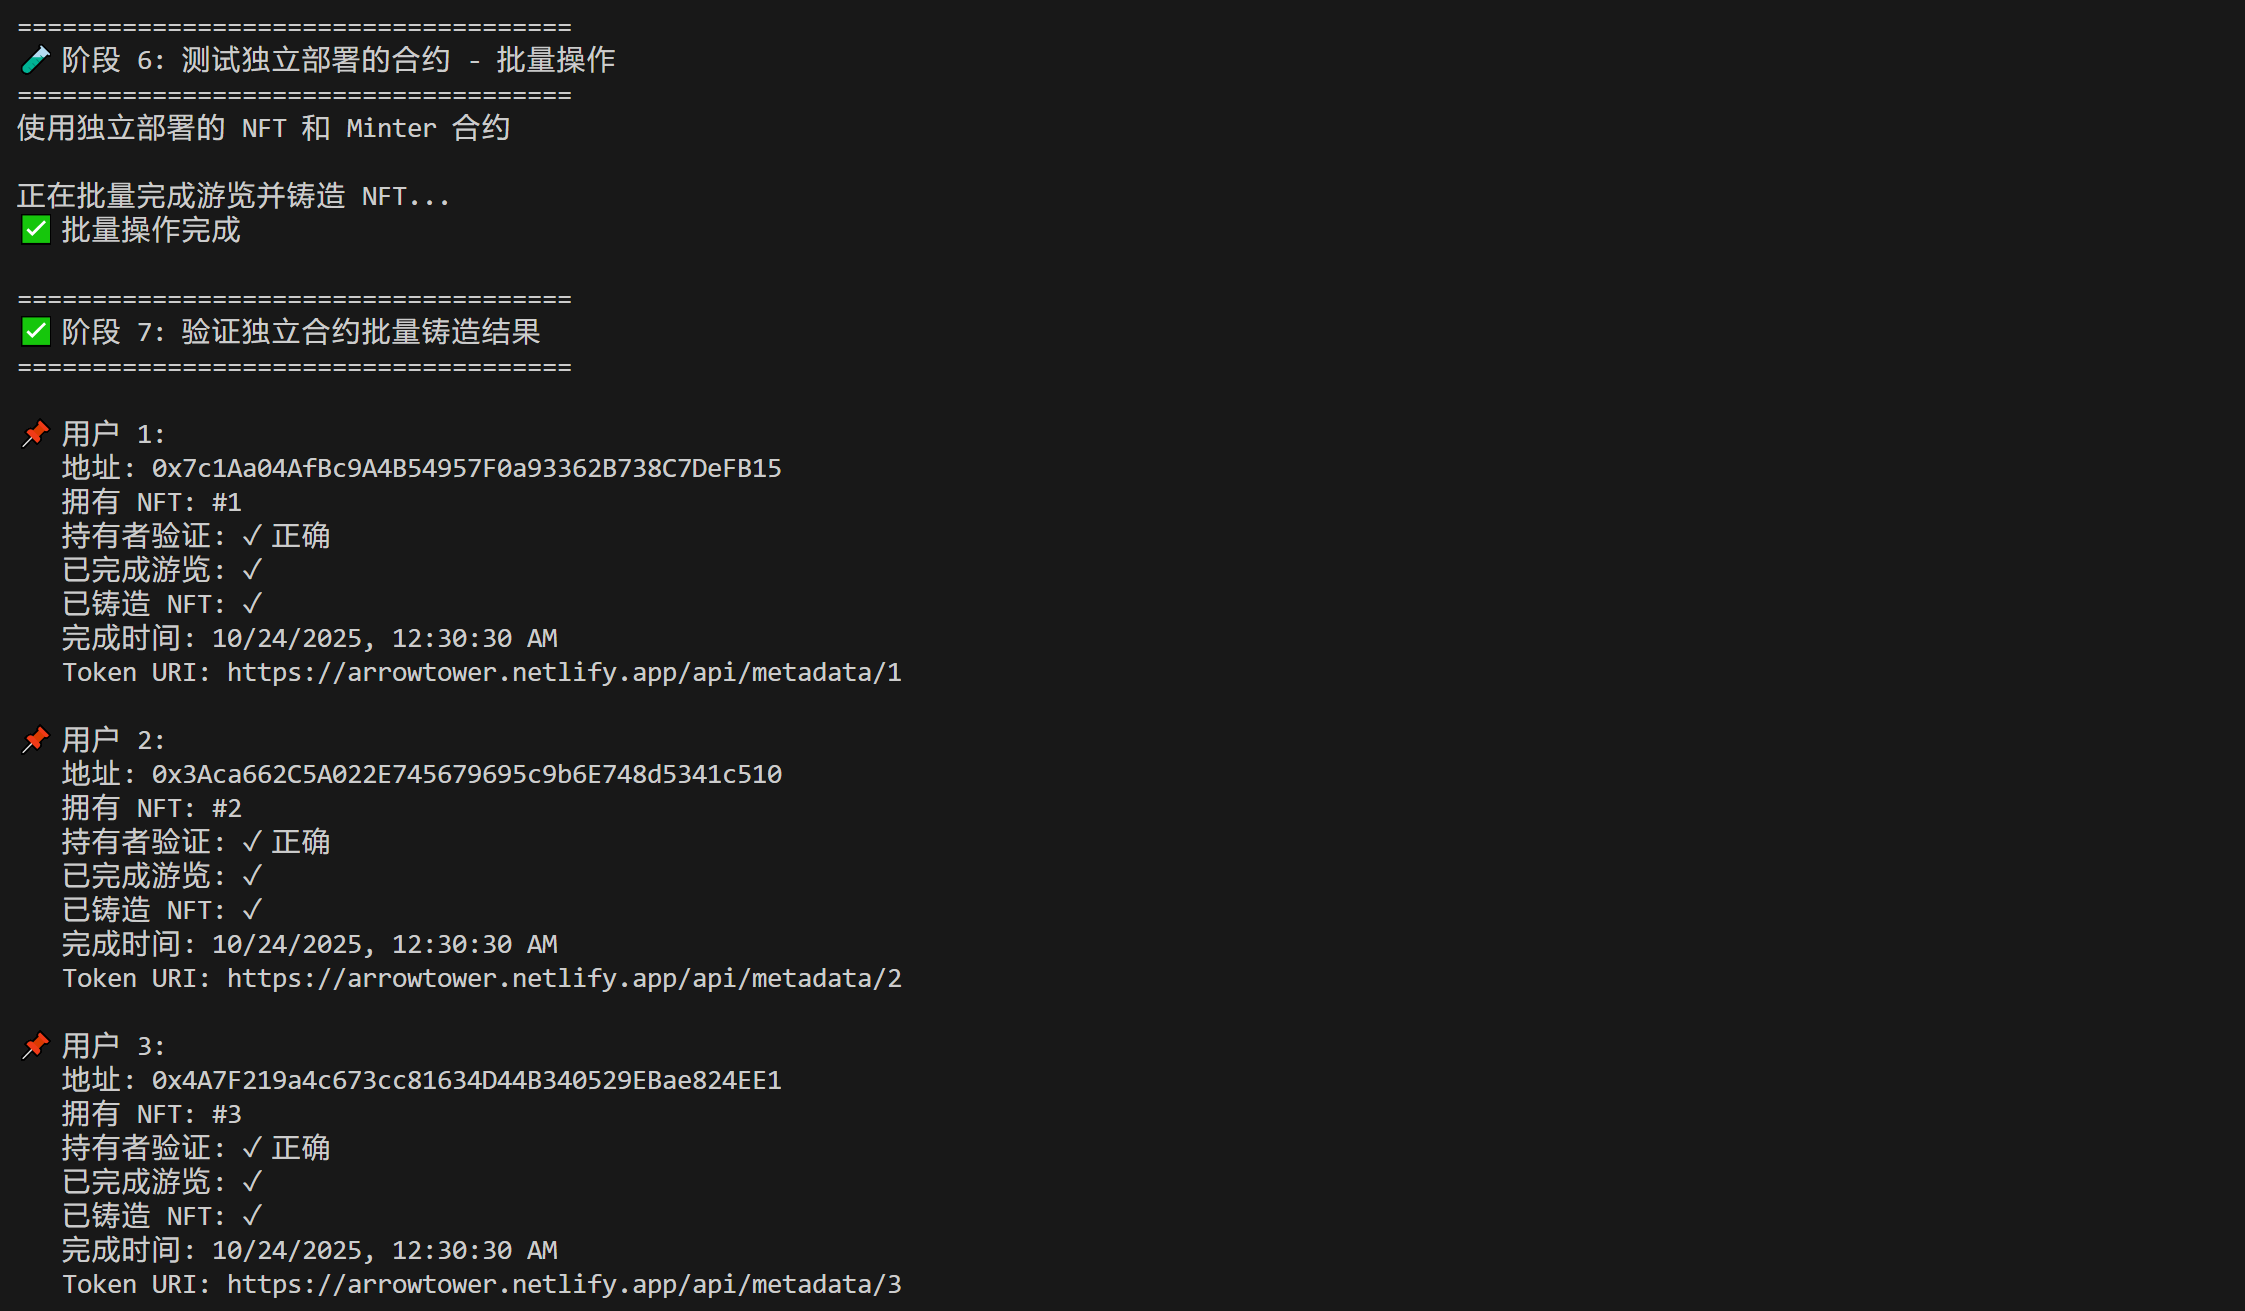 =====================================
🧪 阶段 6: 测试独立部署的合约 - 批量操作
=====================================
使用独立部署的 NFT 和 Minter 合约
正在批量完成游览并铸造 NFT...
✅ 批量操作完成
=====================================
✅ 阶段 7: 验证独立合约批量铸造结果
=====================================
📌 用户 1:
地址: 0x7c1Aa04AfBc9A4B54957F0a93362B738C7DeFB15
拥有 NFT: #1
持有者验证: ✓ 正确
已完成游览: ✓
已铸造 NFT: ✓
完成时间: 10/24/2025, 12:30:30 AM
Token URI: https://arrowtower.netlify.app/api/metadata/1
📌 用户 2:
地址: 0x3Aca662C5A022E745679695c9b6E748d5341c510
拥有 NFT: #2
持有者验证: ✓ 正确
已完成游览: ✓
已铸造 NFT: ✓
完成时间: 10/24/2025, 12:30:30 AM
Token URI: https://arrowtower.netlify.app/api/metadata/2
📌 用户 3:
地址: 0x4A7F219a4c673cc81634D44B340529EBae824EE1
拥有 NFT: #3
持有者验证: ✓ 正确
已完成游览: ✓
已铸造 NFT: ✓
完成时间: 10/24/2025, 12:30:30 AM
Token URI: https://arrowtower.netlify.app/api/metadata/3